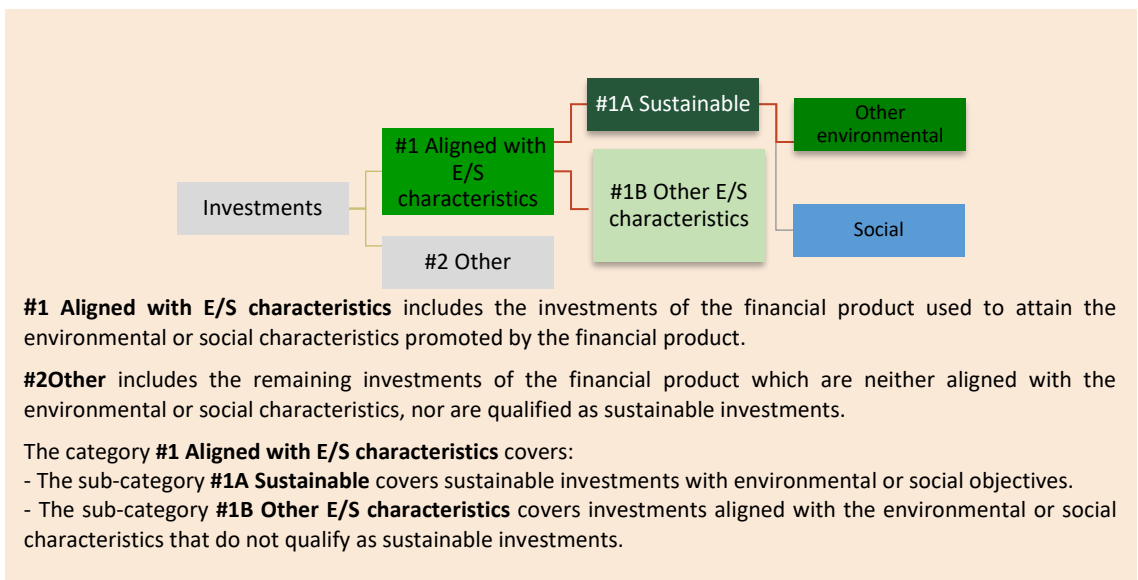 #1A Sustainable
Other
environmental
#1 Aligned with
E/S
characteristics
#1B Other E/S
characteristics
Investments
Social
#2 Other
#1 Aligned with E/S characteristics includes the investments of the financial product used to attain the
environmental or social characteristics promoted by the financial product.
#2Other includes the remaining investments of the financial product which are neither aligned with the
environmental or social characteristics, nor are qualified as sustainable investments.
The category #1 Aligned with E/S characteristics covers:
- The sub-category #1A Sustainable covers sustainable investments with environmental or social objectives.
- The sub-category #1B Other E/S characteristics covers investments aligned with the environmental or social
characteristics that do not qualify as sustainable investments.